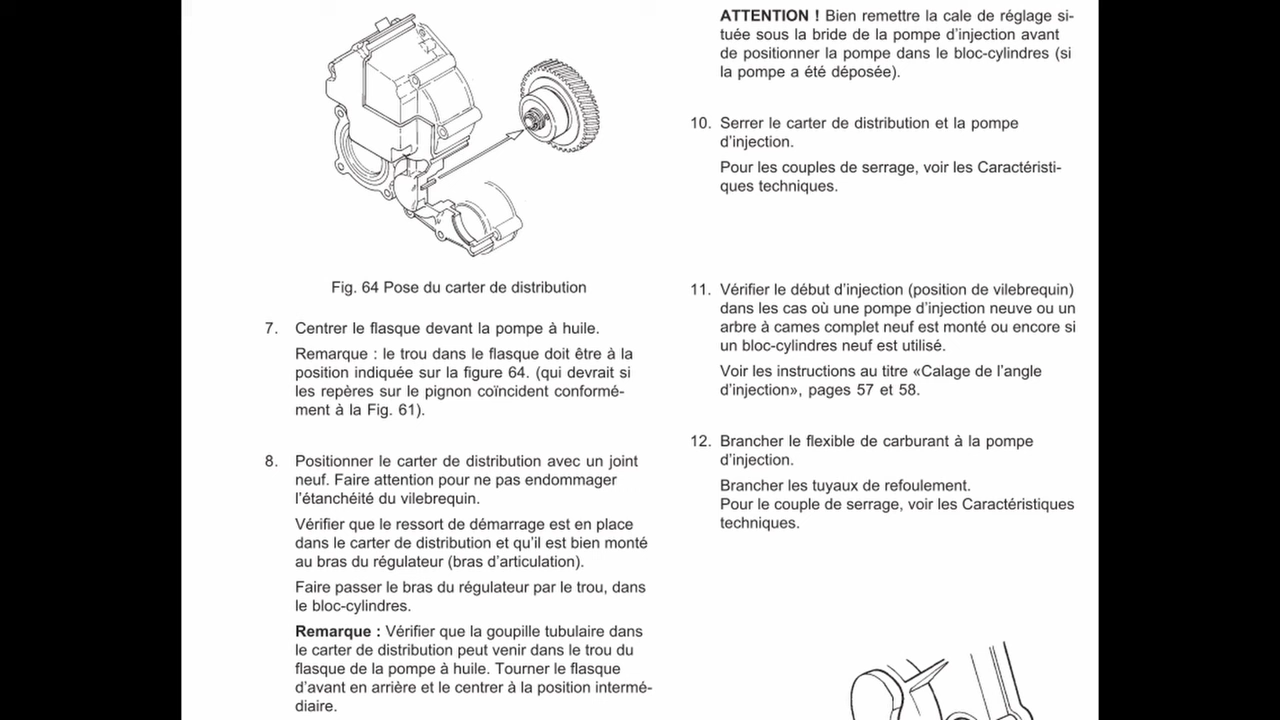 Fig. 64 Pose du carter de distribution
7. Centrer le flasque devant la pompe à huile.
Remarque : le trou dans le flasque doit être à la
position indiquée sur la figure 64. (qui devrait si
les repères sur le pignon coïncident conformé-
ment à la Fig. 61).
8. Positionner le carter de distribution avec un joint
neuf. Faire attention pour ne pas endommager
l'étanchéité du vilebrequin.
Vérifier que le ressort de démarrage est en place
dans le carter de distribution et qu'il est bien monté
au bras du régulateur (bras d'articulation).
Faire passer le bras du régulateur par le trou, dans
le bloc-cylindres.
Remarque : Vérifier que la goupille tubulaire dans
le carter de distribution peut venir dans le trou du
flasque de la pompe à huile. Tourner le flasque
d'avant en arrière et le centrer à la position intermé-
diaire.
ATTENTION ! Bien remettre la cale de réglage si-
tuée sous la bride de la pompe d'injection avant
de positionner la pompe dans le bloc-cylindres (si
la pompe a été déposée).
10. Serrer le carter de distribution et la pompe
d'injection.
Pour les couples de serrage, voir les Caractéristi-
ques techniques.
11. Vérifier le début d'injection (position de vilebrequin)
dans les cas où une pompe d'injection neuve ou un
arbre à cames complet neuf est monté ou encore si
un bloc-cylindres neuf est utilisé.
Voir les instructions au titre «Calage de l'angle
d'injection», pages 57 et 58.
12. Brancher le flexible de carburant à la pompe
d'injection.
Brancher les tuyaux de refoulement.
Pour le couple de serrage, voir les Caractéristiques
techniques.